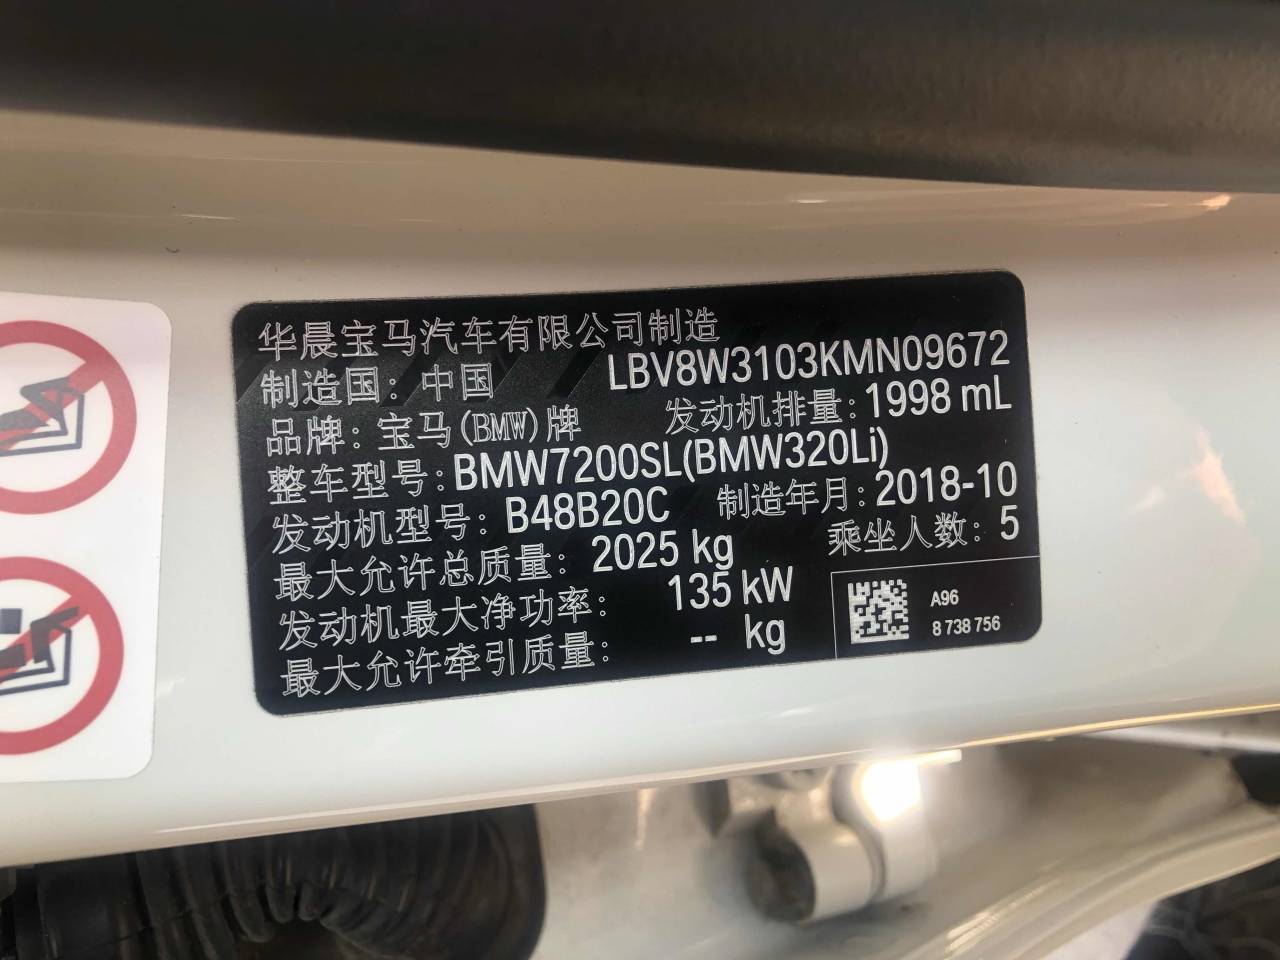 华晨宝马汽车有限公司制造
制造国：中国 LBV8W3103KMN09672
品牌：宝马(BMW)牌 发动机排量：1998 mL
整车型号：BMW7200SL(BMW320Li)
发动机型号：B48B20C 制造年月：2018-10
最大允许总质量：2025 kg 乘坐人数：5
发动机最大净功率：135 kW
最大允许牵引质量：-- kg
A96
8 738 756